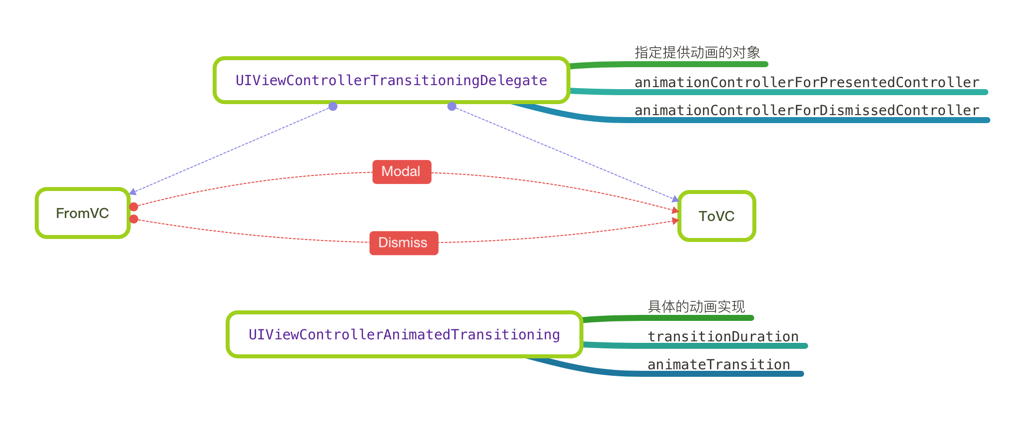 指定提供动画的对象
UIViewControllerTransitioningDelegate
animationControllerForPresentedController
animationControllerForDismissedController
Modal
FromVC
ToVC
Dismiss
具体的动画实现
UIViewControllerAnimatedTransitioning
transitionDuration
animateTransition